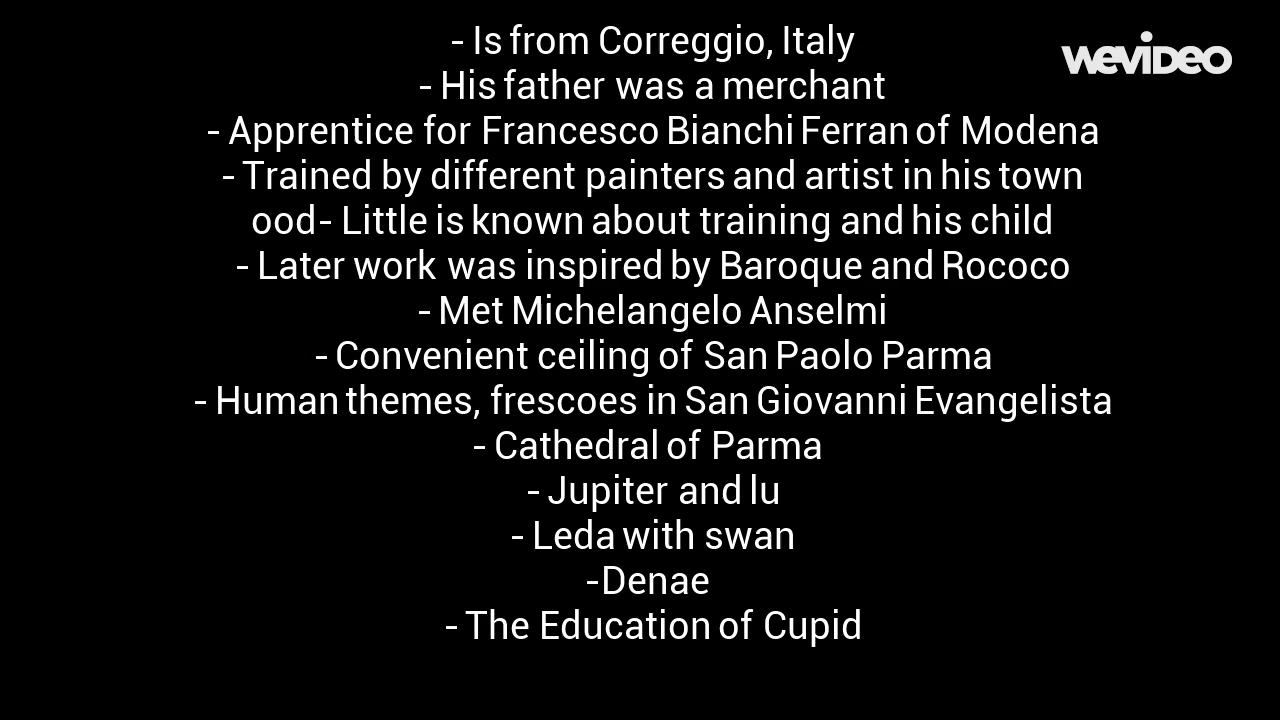 - Is from Correggio, Italy
WEVIDEO
- His father was a merchant
- Apprentice for Francesco Bianchi Ferran of Modena
- Trained by different painters and artist in his town
ood- Little is known about training and his child
- Later work was inspired by Baroque and Rococo
- Met Michelangelo Anselmi
- Convenient ceiling of San Paolo Parma
- Human themes, frescoes in San Giovanni Evangelista
- Cathedral of Parma
- Jupiter and lu
- Leda with swan
-Denae
- The Education of Cupid